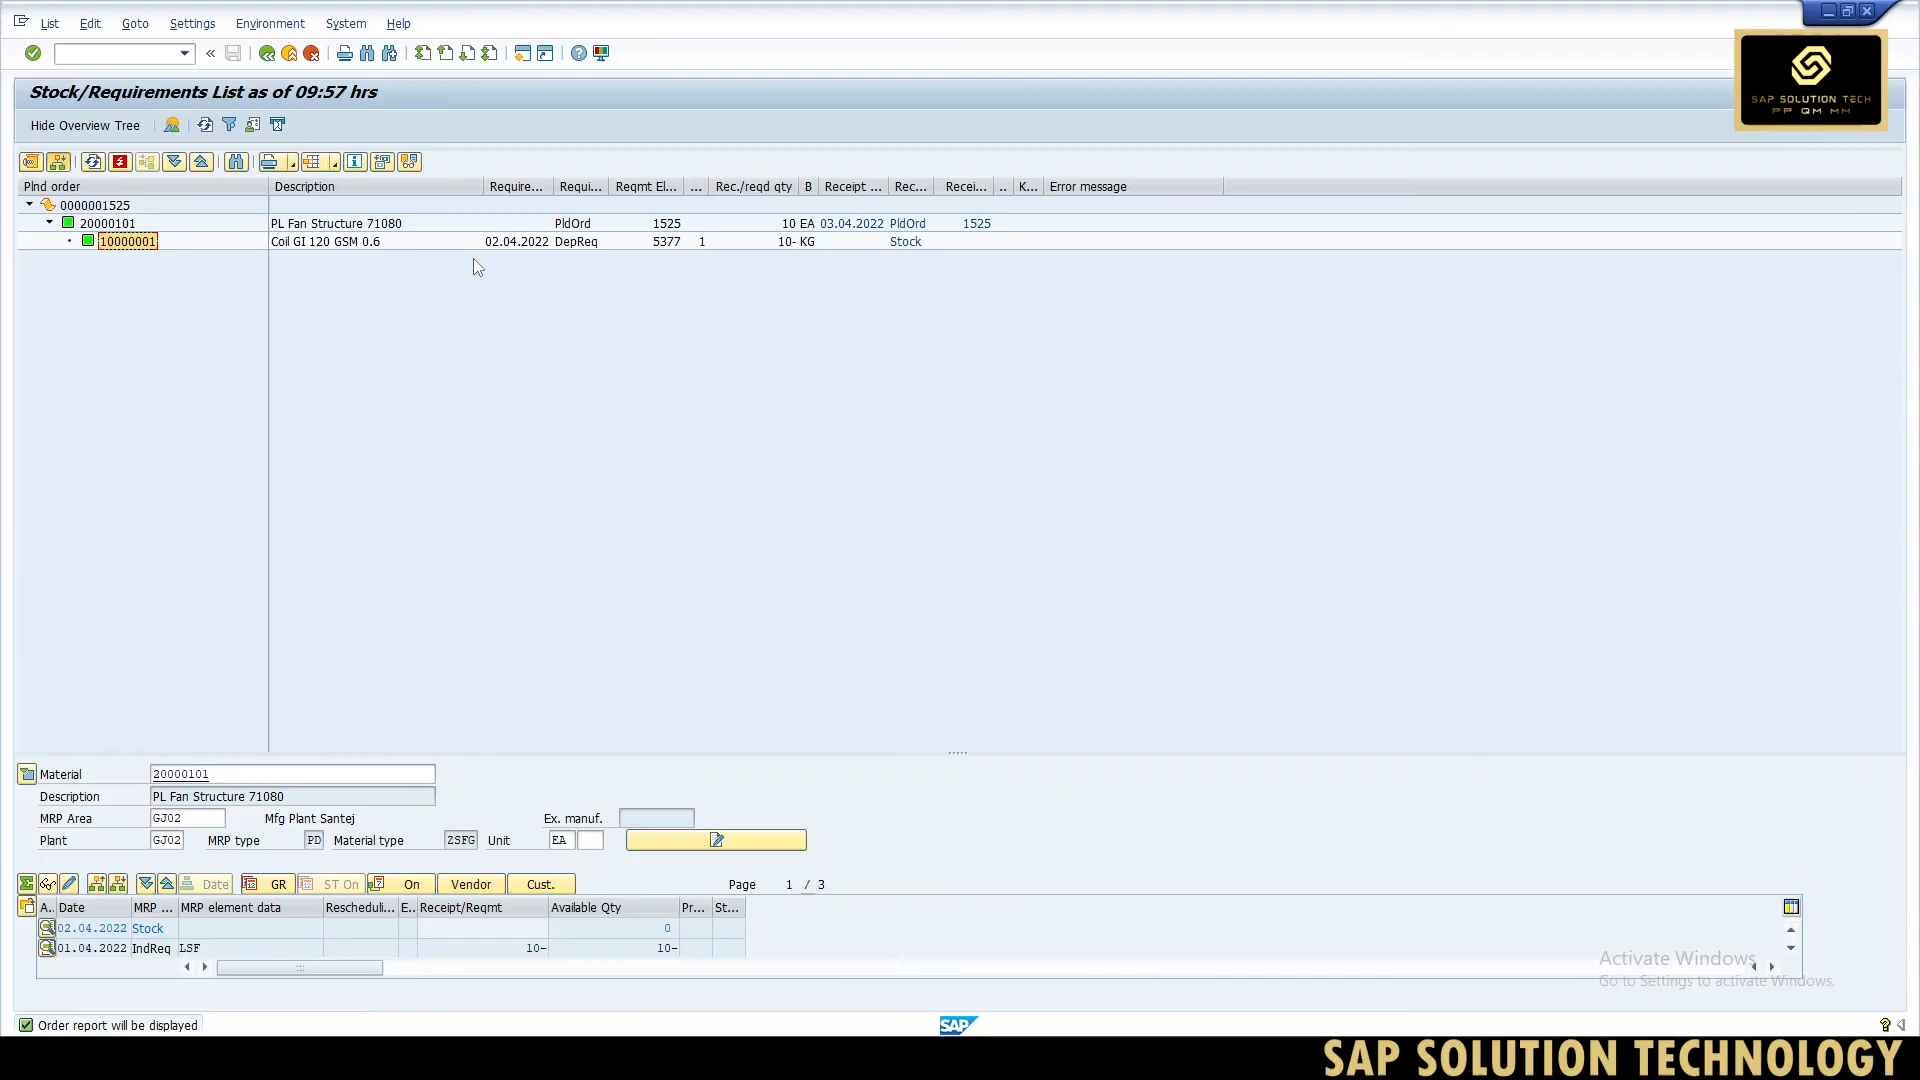 List Edit Goto Settings Environment System Help
SAP SOLUTION TECH
PP QM MM
Stock/Requirements List as of 09:57 hrs
Hide Overview Tree
Plnd order Description Require... Requi... Reqmt El... ... Rec./reqd qty B Receipt ... Rec... Recei... .. K... Error message
0000001525
20000101 PL Fan Structure 71080 PldOrd 1525 10 EA 03.04.2022 PldOrd 1525
10000001 Coil GI 120 GSM 0.6 02.04.2022 DepReq 5377 1 10- KG Stock
Material 20000101
Description PL Fan Structure 71080
MRP Area GJ02 Mfg Plant Santej Ex. manuf.
Plant GJ02 MRP type PD Material type ZSFG Unit EA
Date GR ST On On Vendor Cust. Page 1 / 3
A.. Date MRP ... MRP element data Rescheduli... E.. Receipt/Reqmt Available Qty Pr... St...
02.04.2022 Stock 0
01.04.2022 IndReq LSF 10- 10-
Activate Windows
Go to Settings to activate Windows.
Order report will be displayed
SAP
SAP SOLUTION TECHNOLOGY